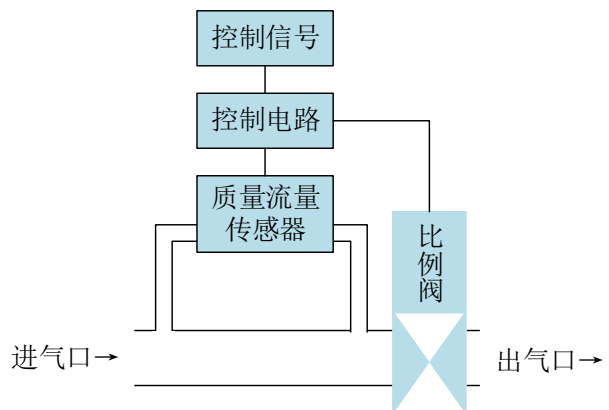 控制信号
控制电路
质量流量
传感器
比例阀
进气口→
出气口→